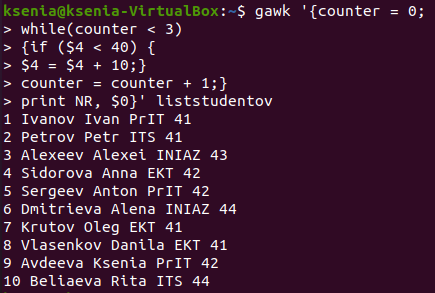 ksenia@ksenia-VirtualBox:~$ gawk '{counter = 0;
> while(counter < 3)
> {if ($4 < 40) {
> $4 = $4 + 10;}
> counter = counter + 1;}
> print NR, $0}' liststudentov
1 Ivanov Ivan PrIT 41
2 Petrov Petr ITS 41
3 Alexeev Alexei INIAZ 43
4 Sidorova Anna EKT 42
5 Sergeev Anton PrIT 42
6 Dmitrieva Alena INIAZ 44
7 Krutov Oleg EKT 41
8 Vlasenkov Danila EKT 41
9 Avdeeva Ksenia PrIT 42
10 Beliaeva Rita ITS 44